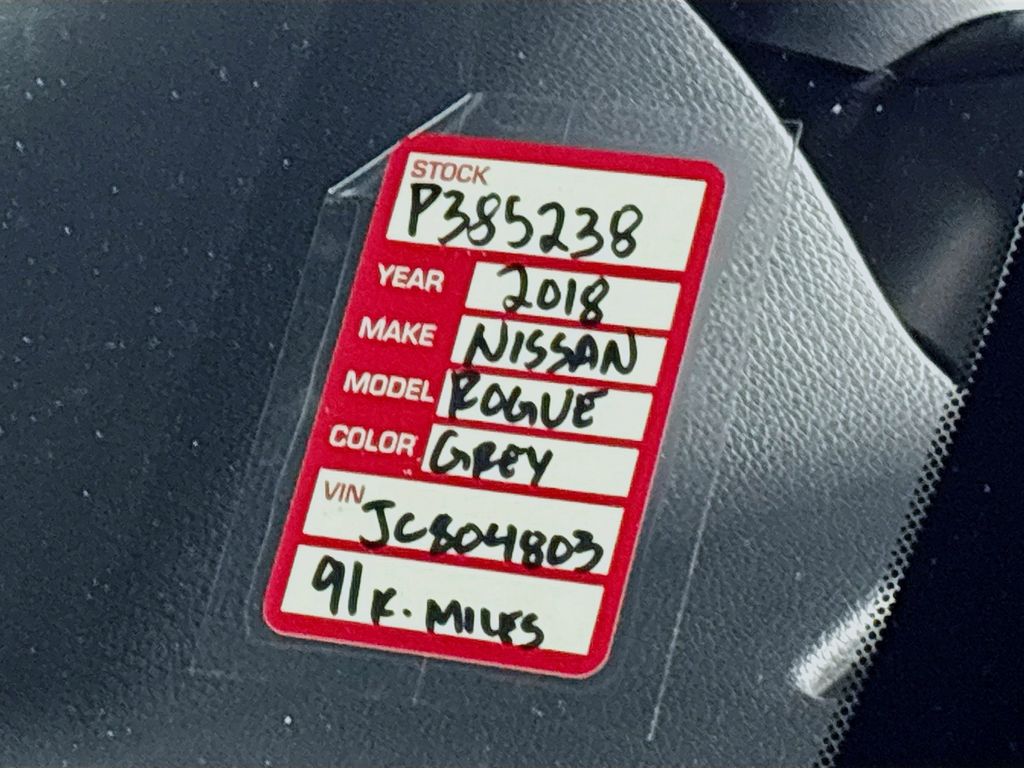 STOCK
P385238
YEAR 2018
MAKE NISSAN
MODEL ROGUE
COLOR GREY
VIN JC804803
91K. MILES